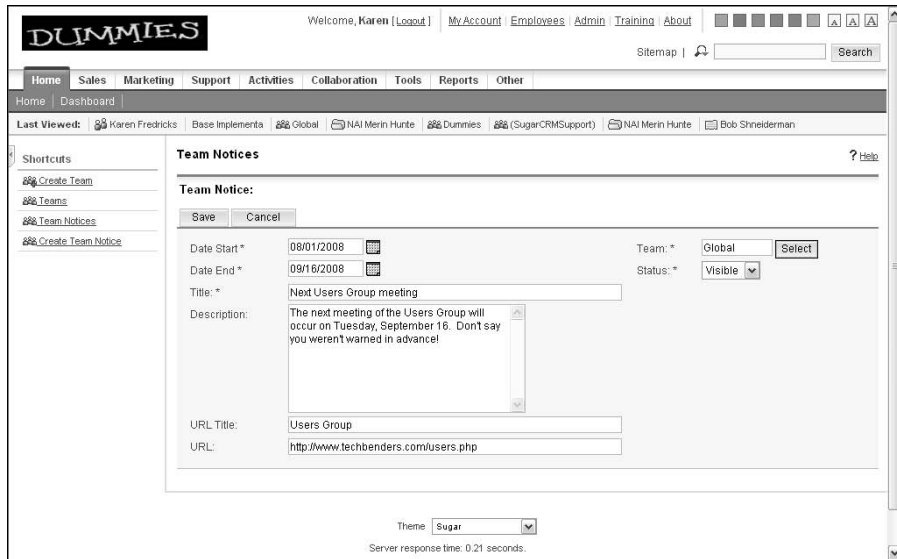 DUMMIES
Welcome, Karen [ Logout ] My Account | Employees | Admin | Training | About A A A
Sitemap | Search
Home Sales Marketing Support Activities Collaboration Tools Reports Other
Home | Dashboard
Last Viewed: Karen Fredricks Base Implementa Global NAI Merin Hunte Dummies (SugarCRMSupport) NAI Merin Hunte Bob Shneiderman
Shortcuts
Create Team
Teams
Team Notices
Create Team Notice
Team Notices ? Help
Team Notice:
Save Cancel
Date Start * 08/01/2008 Team: * Global Select
Date End * 09/16/2008 Status: * Visible
Title: * Next Users Group meeting
Description: The next meeting of the Users Group will
occur on Tuesday, September 16. Don't say
you weren't warned in advance!
URL Title: Users Group
URL: http://www.techbenders.com/users.php
Theme Sugar
Server response time: 0.21 seconds.